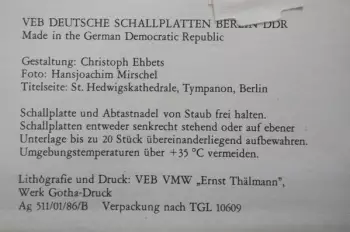 VEB DEUTSCHE SCHALLPLATTEN BERLIN DDR
Made in the German Democratic Republic
Gestaltung: Christoph Ehbets
Foto: Hansjoachim Mirschel
Titelseite: St. Hedwigskathedrale, Tympanon, Berlin
Schallplatte und Abtastnadel von Staub frei halten.
Schallplatten entweder senkrecht stehend oder auf ebener
Unterlage bis zu 20 Stück übereinanderliegend aufbewahren.
Umgebungstemperaturen über +35 °C vermeiden.
Lithografie und Druck: VEB VMW „Ernst Thälmann",
Werk Gotha-Druck
Ag 511/01/86/B Verpackung nach TGL 10609